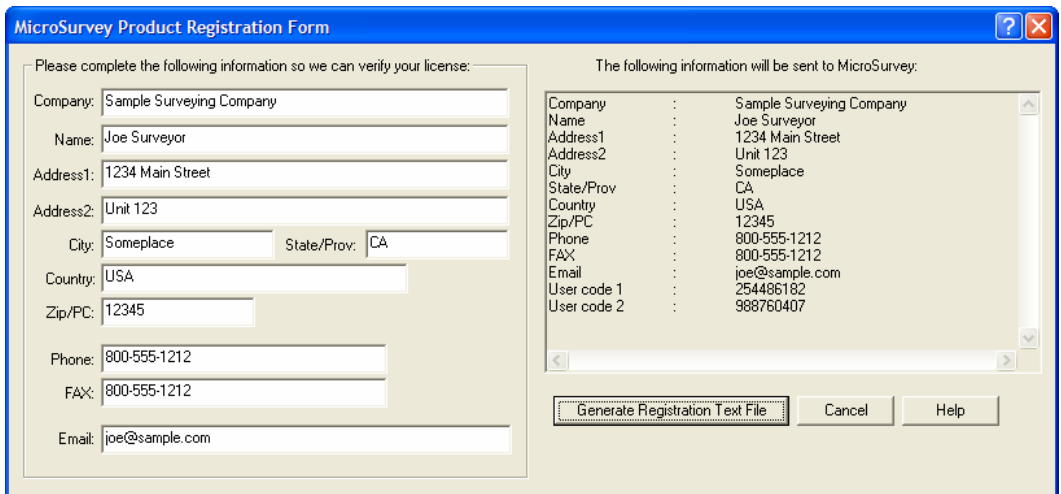 MicroSurvey Product Registration Form
Please complete the following information so we can verify your license:
Company: Sample Surveying Company
Name: Joe Surveyor
Address1: 1234 Main Street
Address2: Unit 123
City: Someplace State/Prov: CA
Country: USA
Zip/PC: 12345
Phone: 800-555-1212
FAX: 800-555-1212
Email: joe@sample.com
The following information will be sent to MicroSurvey:
Company : Sample Surveying Company
Name : Joe Surveyor
Address1 : 1234 Main Street
Address2 : Unit 123
City : Someplace
State/Prov : CA
Country : USA
Zip/PC : 12345
Phone : 800-555-1212
FAX : 800-555-1212
Email : joe@sample.com
User code 1 : 254486182
User code 2 : 988760407
Generate Registration Text File Cancel Help